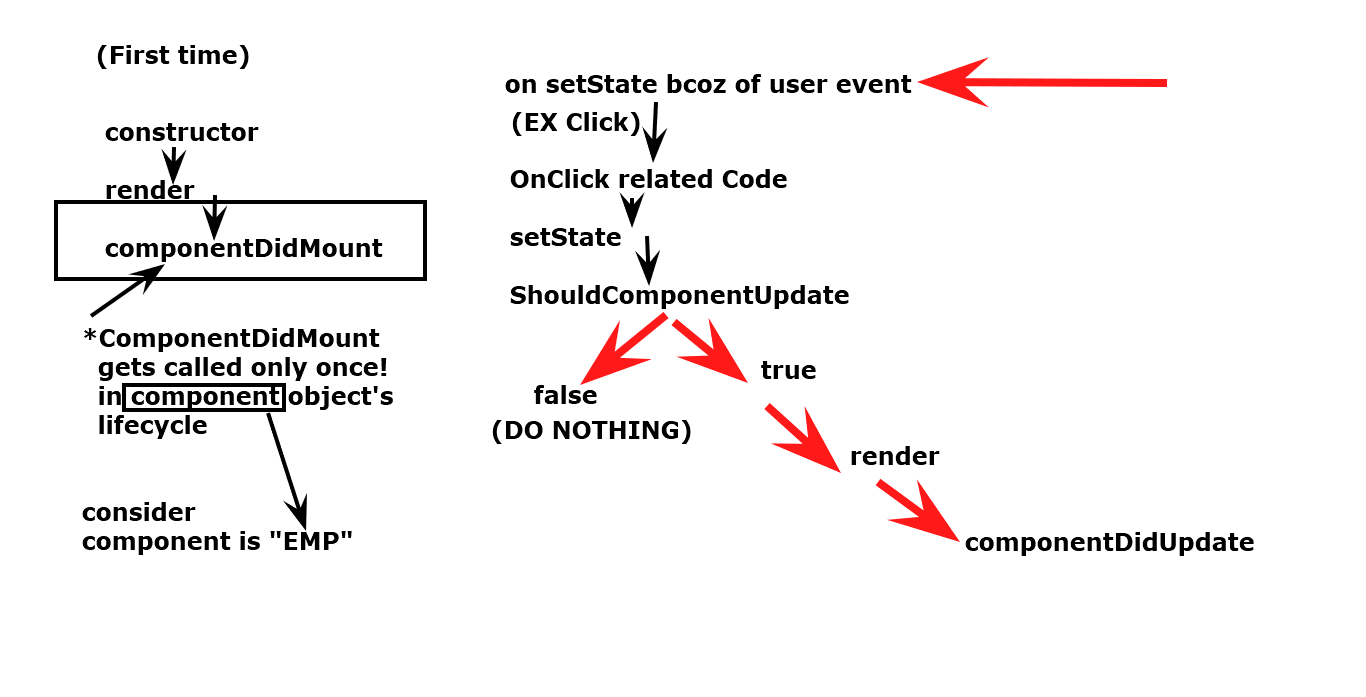 (First time)
constructor
render
componentDidMount
*ComponentDidMount
gets called only once!
in component object's
lifecycle
consider
component is "EMP"
on setState bcoz of user event
(EX Click)
OnClick related Code
setState
ShouldComponentUpdate
false
(DO NOTHING)
true
render
componentDidUpdate